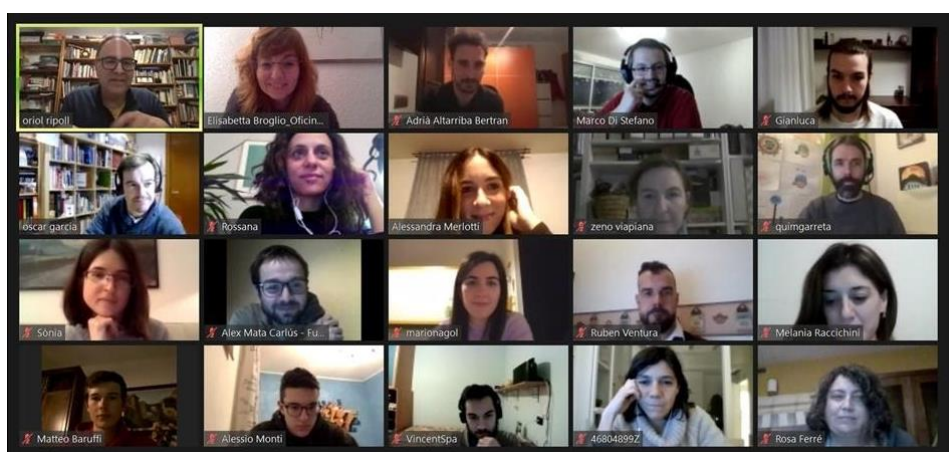 oriol ripoll
Elisabetta Broglio_Oficin...
Adrià Altarriba Bertran
Marco Di Stefano
Gianluca
oscar garcia
Rossana
Alessandra Merlotti
zeno viapiana
quimgarreta
Sònia
Alex Mata Carlús - Fu...
marionagol
Ruben Ventura
Melania Raccichini
Matteo Baruffi
Alessio Monti
VincentSpa
46804899Z
Rosa Ferré